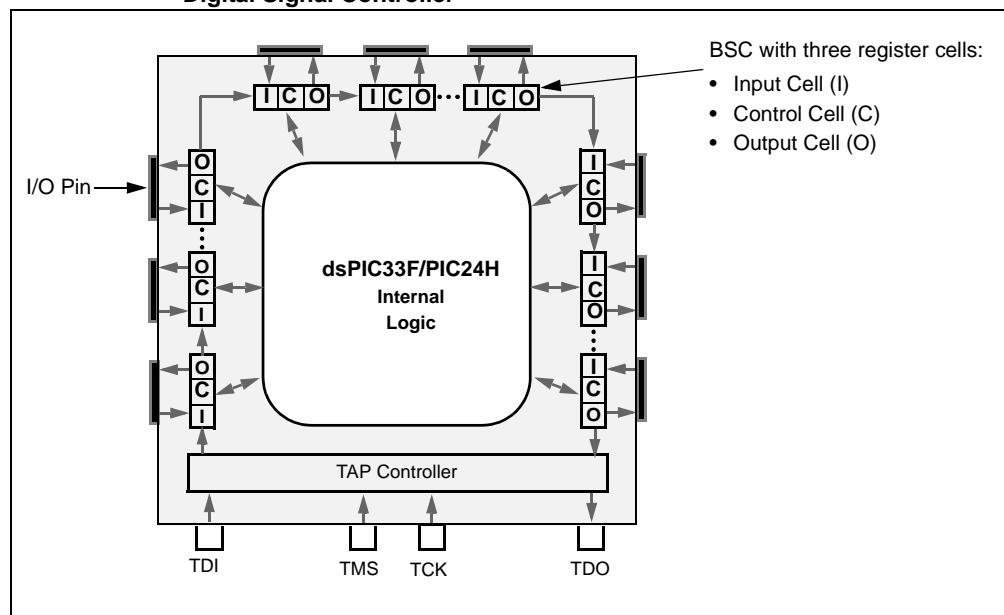 Digital Signal Controller
BSC with three register cells:
• Input Cell (I)
• Control Cell (C)
• Output Cell (O)
I C O I C O I C O
I/O Pin
O
C
I
O
C
I
O
C
I
dsPIC33F/PIC24H
Internal
Logic
I
C
O
I
C
O
I
C
O
TAP Controller
TDI TMS TCK TDO